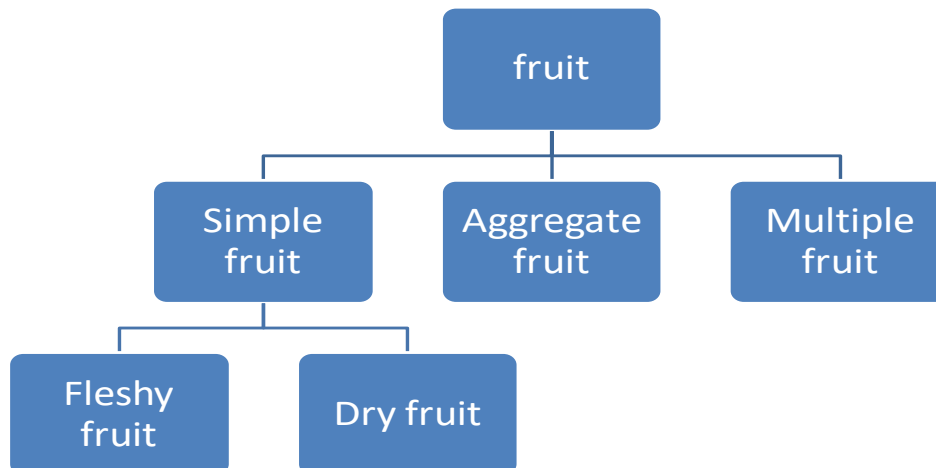 fruit
Simple
fruit
Aggregate
fruit
Multiple
fruit
Fleshy
fruit
Dry fruit